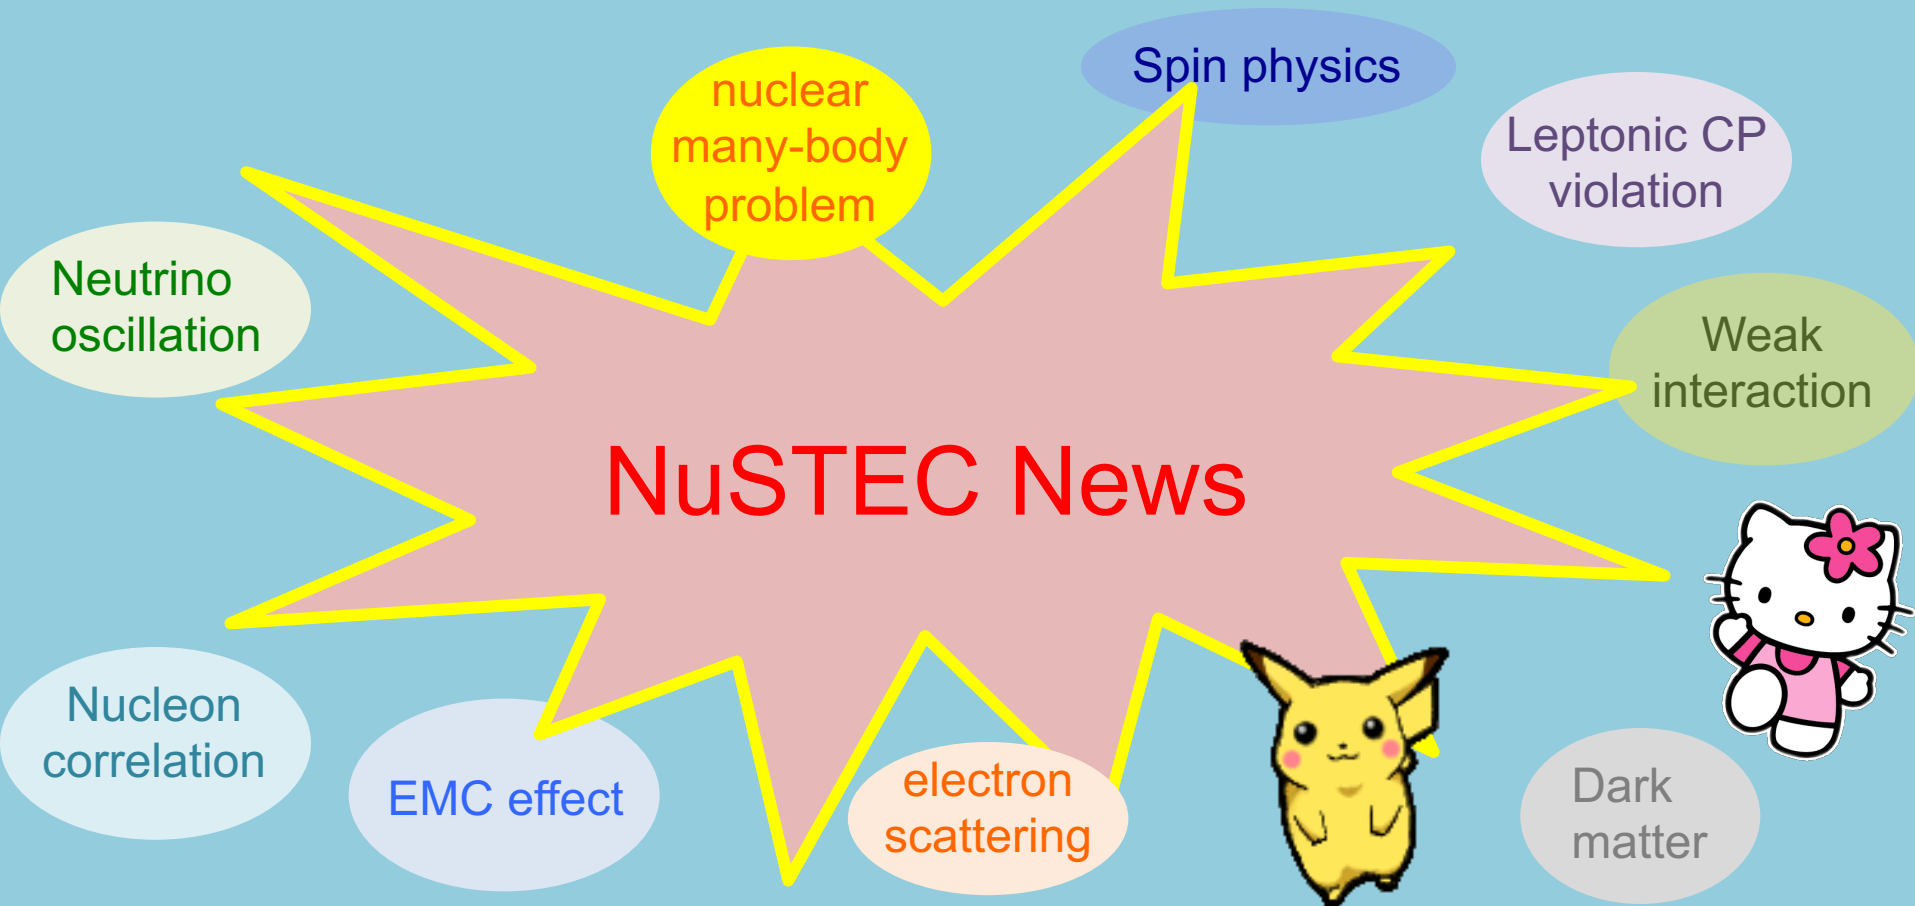 Spin physics
nuclear
many-body
problem
Leptonic CP
violation
Neutrino
oscillation
Weak
interaction
NuSTEC News
Nucleon
correlation
EMC effect
electron
scattering
Dark
matter